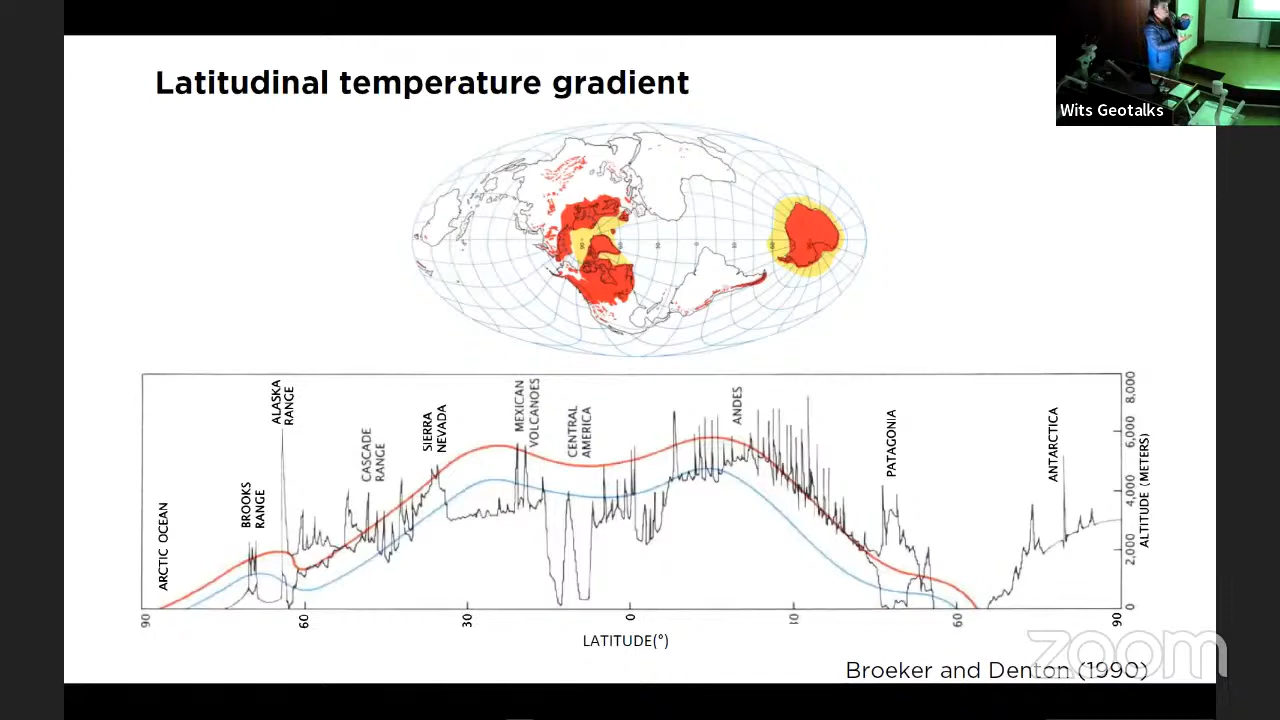 Latitudinal temperature gradient
Wits Geotalks
ARCTIC OCEAN
BROOKS
RANGE
ALASKA
RANGE
CASCADE
RANGE
SIERRA
NEVADA
MEXICAN
VOLCANOES
CENTRAL
AMERICA
ANDES
PATAGONIA
ANTARCTICA
8,000
6,000
4,000
2,000
0
ALTITUDE (METERS)
90
60
30
0
60
90
LATITUDE(°)
Broeker and Denton (1990)
zoom